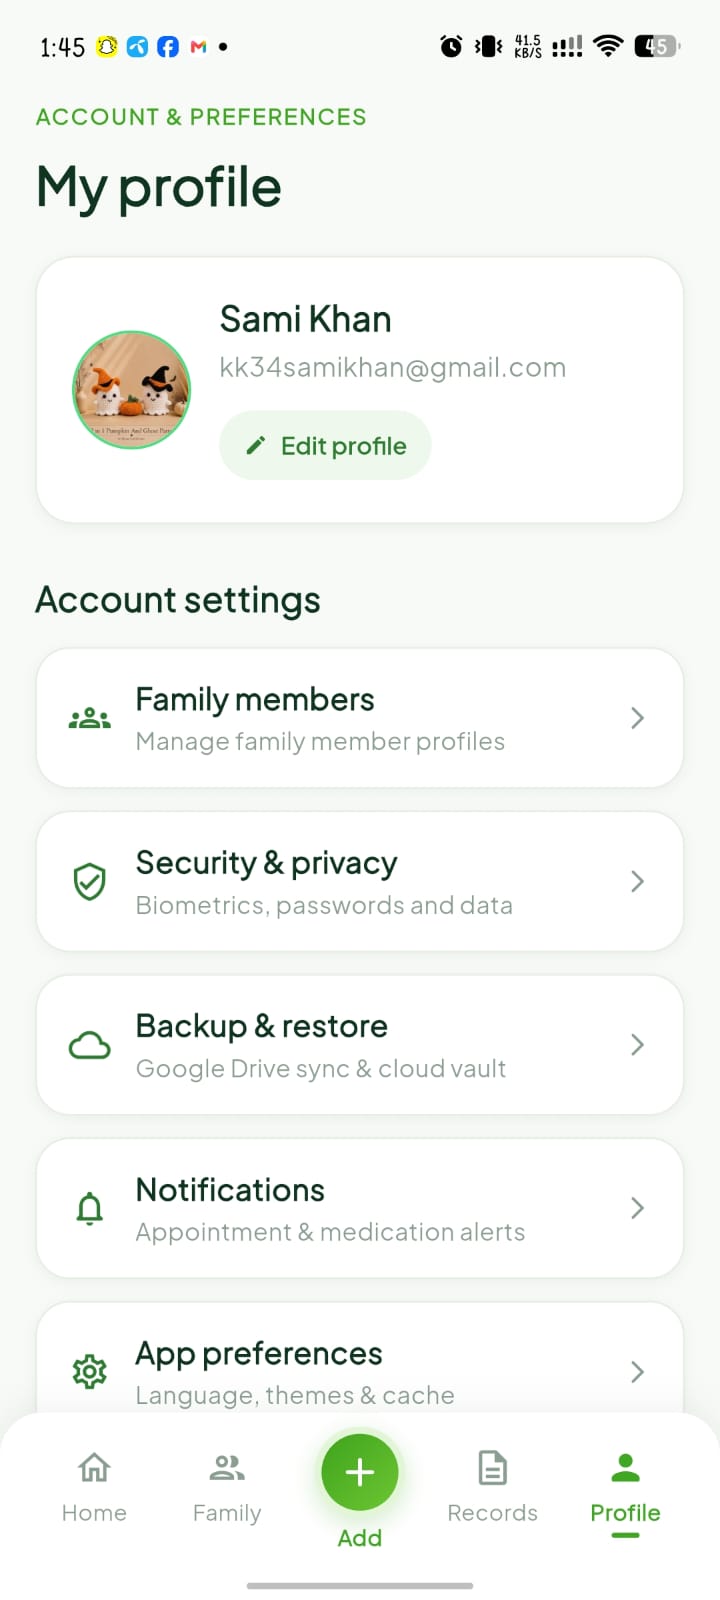 1:45
41.5
KB/S
45
ACCOUNT & PREFERENCES
My profile
Sami Khan
kk34samikhan@gmail.com
Edit profile
Account settings
Family members
Manage family member profiles
Security & privacy
Biometrics, passwords and data
Backup & restore
Google Drive sync & cloud vault
Notifications
Appointment & medication alerts
App preferences
Language, themes & cache
Home
Family
Add
Records
Profile